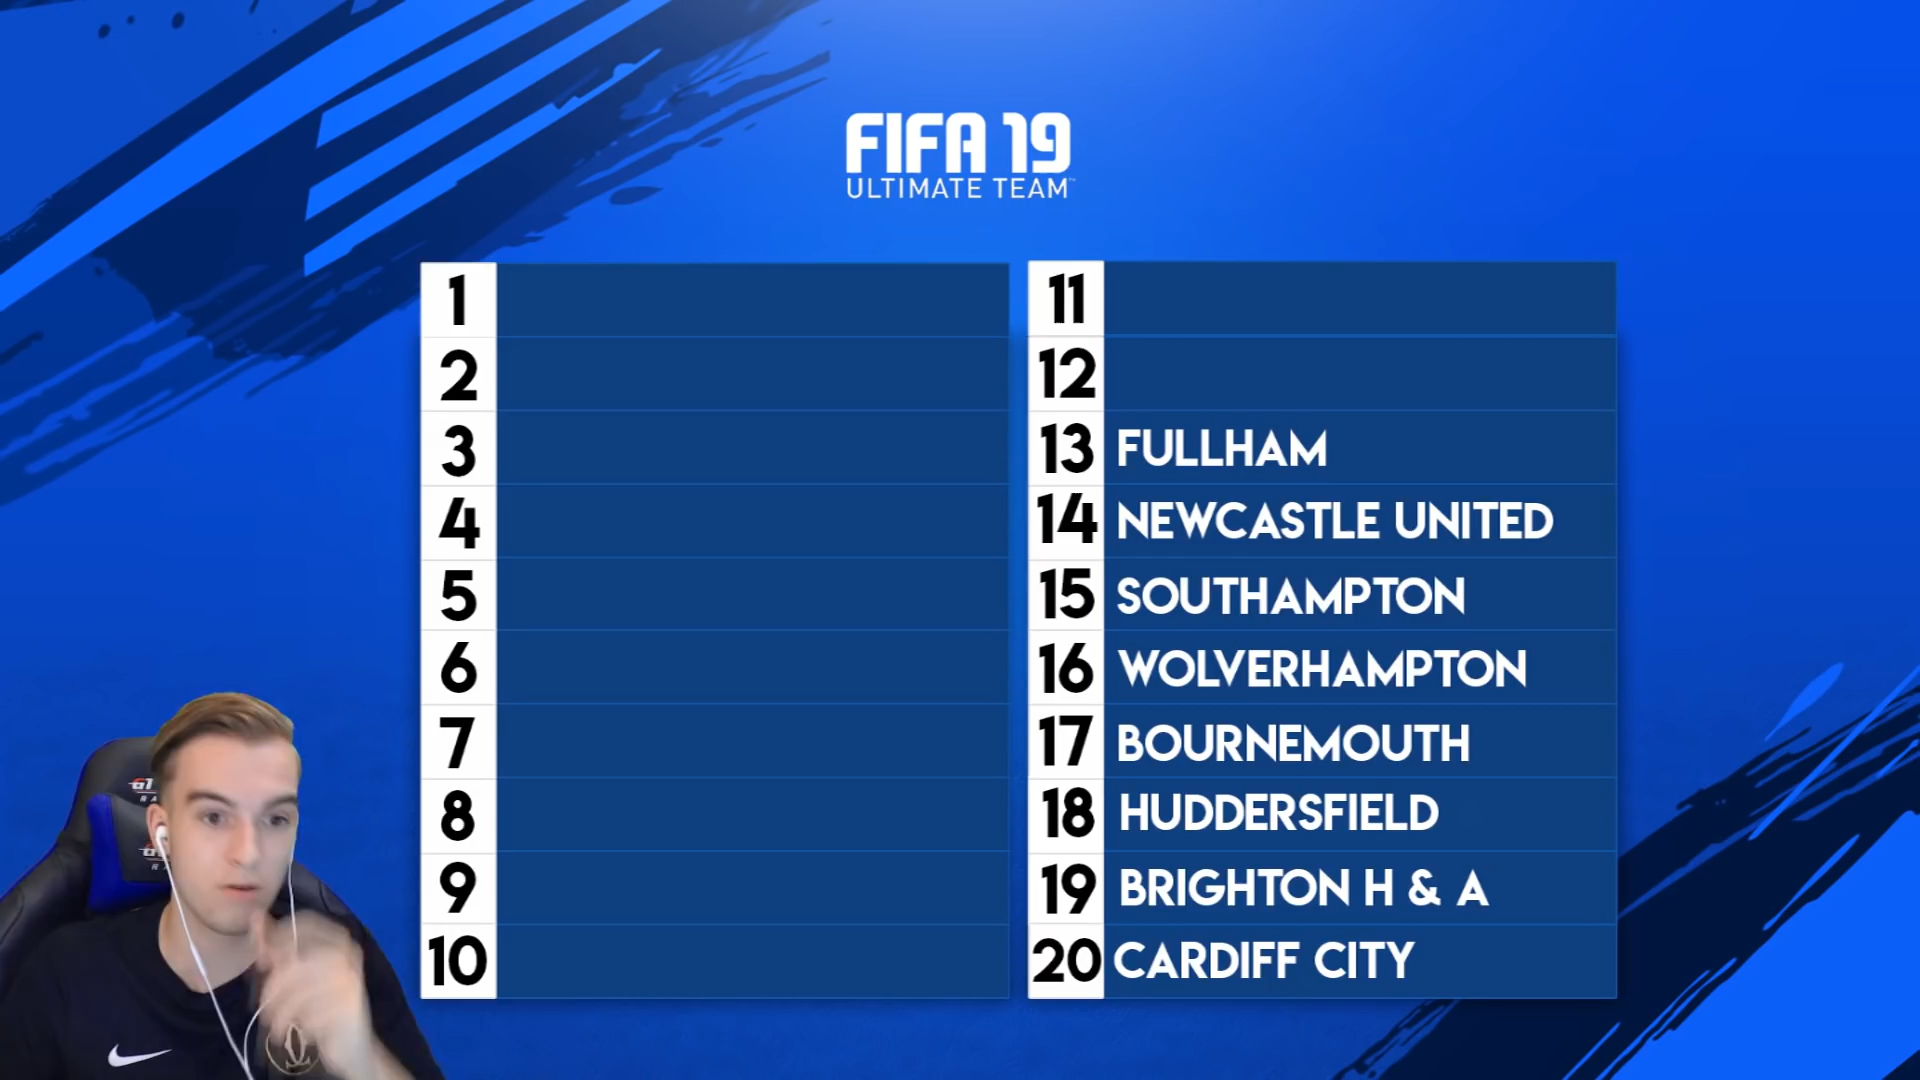 FIFA 19
ULTIMATE TEAM
1
2
3
4
5
6
7
8
9
10
11
12
13 FULLHAM
14 NEWCASTLE UNITED
15 SOUTHAMPTON
16 WOLVERHAMPTON
17 BOURNEMOUTH
18 HUDDERSFIELD
19 BRIGHTON H & A
20 CARDIFF CITY